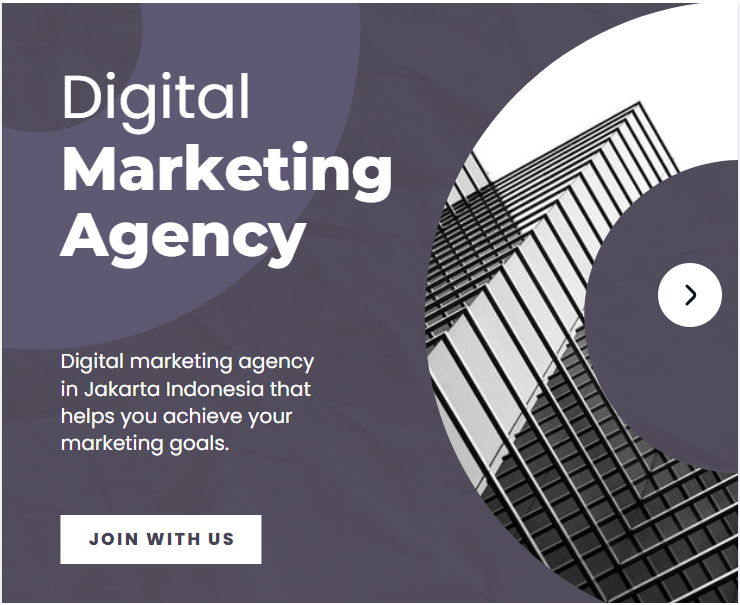 Digital
Marketing
Agency
Digital marketing agency
in Jakarta Indonesia that
helps you achieve your
marketing goals.
JOIN WITH US